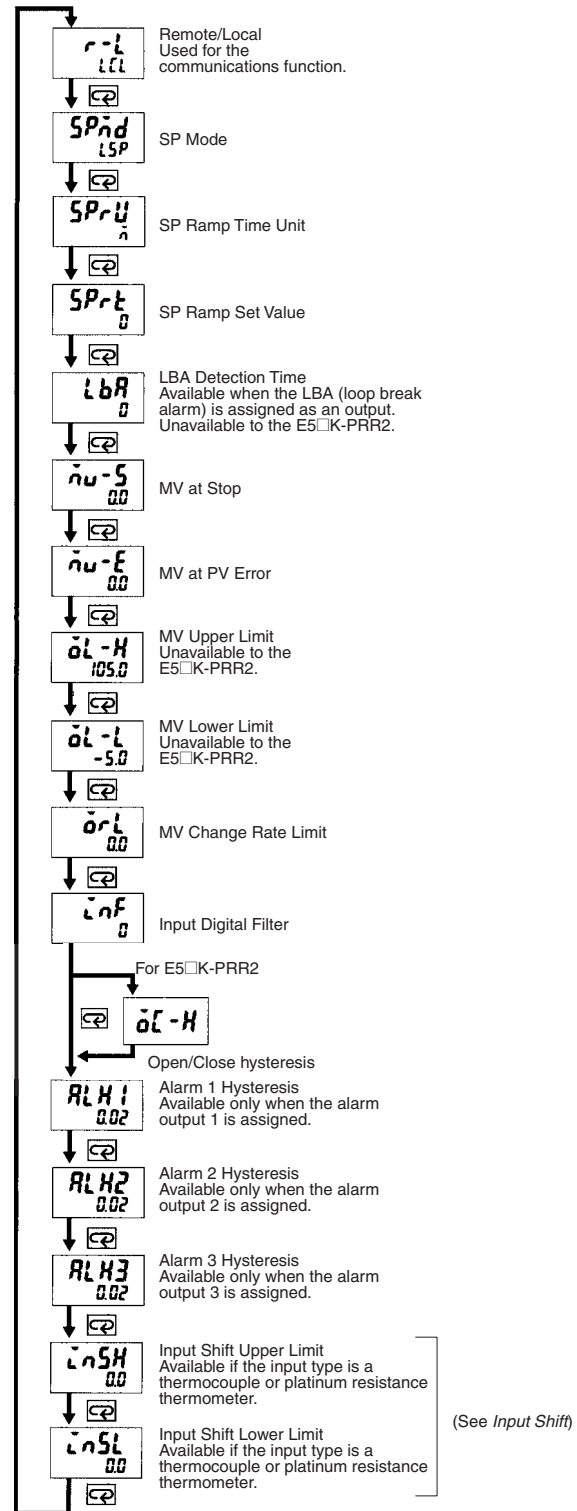 r-L
LCL
Remote/Local
Used for the
communications function.
SPmd
LSP
SP Mode
SPrU
m
SP Ramp Time Unit
SPrt
0
SP Ramp Set Value
LbA
0
LBA Detection Time
Available when the LBA (loop break
alarm) is assigned as an output.
Unavailable to the E5□K-PRR2.
mv-S
0.0
MV at Stop
mv-E
0.0
MV at PV Error
oL-H
105.0
MV Upper Limit
Unavailable to the
E5□K-PRR2.
oL-L
-5.0
MV Lower Limit
Unavailable to the
E5□K-PRR2.
orL
0.0
MV Change Rate Limit
inF
0
Input Digital Filter
For E5□K-PRR2
oC-H
Open/Close hysteresis
ALH1
0.02
Alarm 1 Hysteresis
Available only when the alarm
output 1 is assigned.
ALH2
0.02
Alarm 2 Hysteresis
Available only when the alarm
output 2 is assigned.
ALH3
0.02
Alarm 3 Hysteresis
Available only when the alarm
output 3 is assigned.
inSH
0.0
Input Shift Upper Limit
Available if the input type is a
thermocouple or platinum resistance
thermometer.
(See Input Shift)
inSL
0.0
Input Shift Lower Limit
Available if the input type is a
thermocouple or platinum resistance
thermometer.